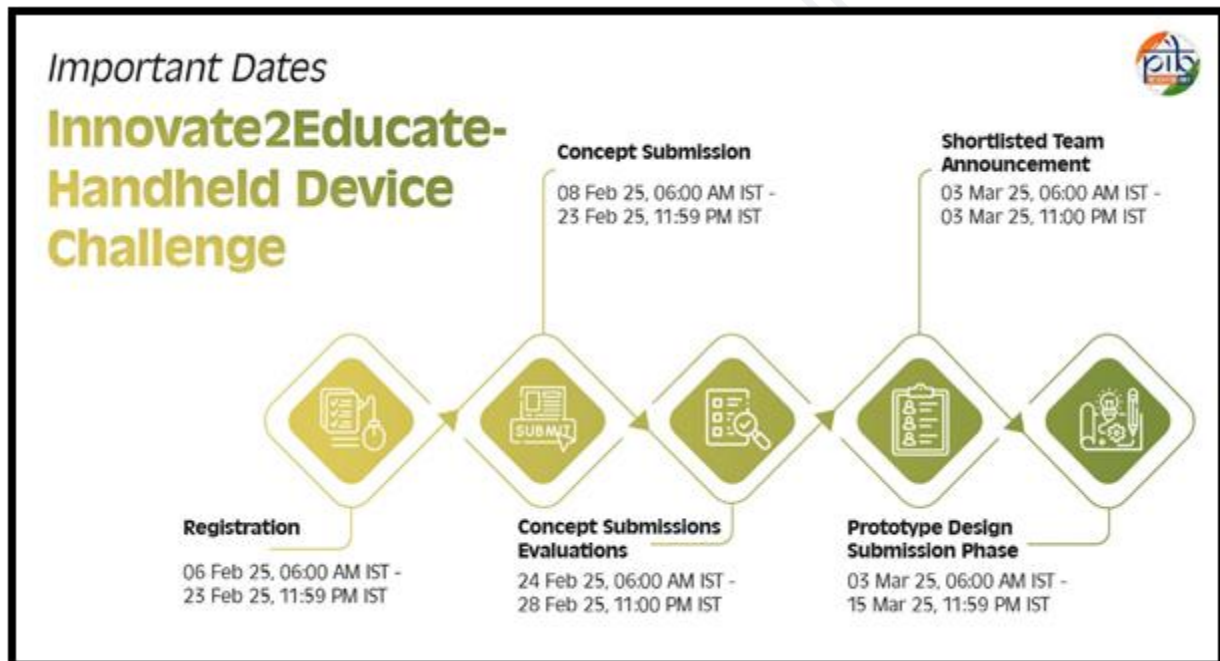 Important Dates
Innovate2Educate-
Handheld Device
Challenge
pib
Concept Submission
08 Feb 25, 06:00 AM IST -
23 Feb 25, 11:59 PM IST
Shortlisted Team
Announcement
03 Mar 25, 06:00 AM IST -
03 Mar 25, 11:00 PM IST
SUBMIT
Registration
06 Feb 25, 06:00 AM IST -
23 Feb 25, 11:59 PM IST
Concept Submissions
Evaluations
24 Feb 25, 06:00 AM IST -
28 Feb 25, 11:00 PM IST
Prototype Design
Submission Phase
03 Mar 25, 06:00 AM IST -
15 Mar 25, 11:59 PM IST